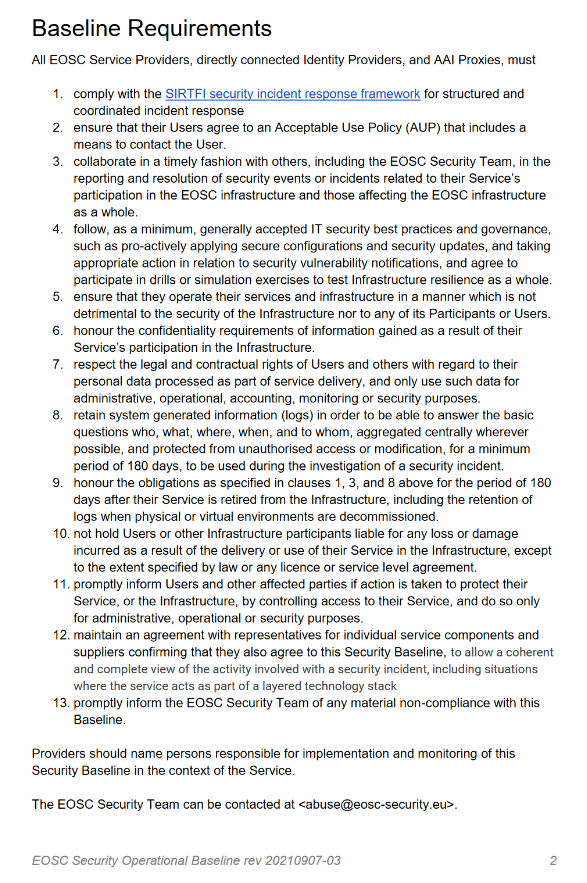 Baseline Requirements
All EOSC Service Providers, directly connected Identity Providers, and AAI Proxies, must
1. comply with the SIRTFI security incident response framework for structured and
coordinated incident response
2. ensure that their Users agree to an Acceptable Use Policy (AUP) that includes a
means to contact the User.
3. collaborate in a timely fashion with others, including the EOSC Security Team, in the
reporting and resolution of security events or incidents related to their Service's
participation in the EOSC infrastructure and those affecting the EOSC infrastructure
as a whole.
4. follow, as a minimum, generally accepted IT security best practices and governance,
such as pro-actively applying secure configurations and security updates, and taking
appropriate action in relation to security vulnerability notifications, and agree to
participate in drills or simulation exercises to test Infrastructure resilience as a whole.
5. ensure that they operate their services and infrastructure in a manner which is not
detrimental to the security of the Infrastructure nor to any of its Participants or Users.
6. honour the confidentiality requirements of information gained as a result of their
Service's participation in the Infrastructure.
7. respect the legal and contractual rights of Users and others with regard to their
personal data processed as part of service delivery, and only use such data for
administrative, operational, accounting, monitoring or security purposes.
8. retain system generated information (logs) in order to be able to answer the basic
questions who, what, where, when, and to whom, aggregated centrally wherever
possible, and protected from unauthorised access or modification, for a minimum
period of 180 days, to be used during the investigation of a security incident.
9. honour the obligations as specified in clauses 1, 3, and 8 above for the period of 180
days after their Service is retired from the Infrastructure, including the retention of
logs when physical or virtual environments are decommissioned.
10. not hold Users or other Infrastructure participants liable for any loss or damage
incurred as a result of the delivery or use of their Service in the Infrastructure, except
to the extent specified by law or any licence or service level agreement.
11. promptly inform Users and other affected parties if action is taken to protect their
Service, or the Infrastructure, by controlling access to their Service, and do so only
for administrative, operational or security purposes.
12. maintain an agreement with representatives for individual service components and
suppliers confirming that they also agree to this Security Baseline, to allow a coherent
and complete view of the activity involved with a security incident, including situations
where the service acts as part of a layered technology stack
13. promptly inform the EOSC Security Team of any material non-compliance with this
Baseline.
Providers should name persons responsible for implementation and monitoring of this
Security Baseline in the context of the Service.
The EOSC Security Team can be contacted at <abuse@eosc-security.eu>.
EOSC Security Operational Baseline rev 20210907-03 2